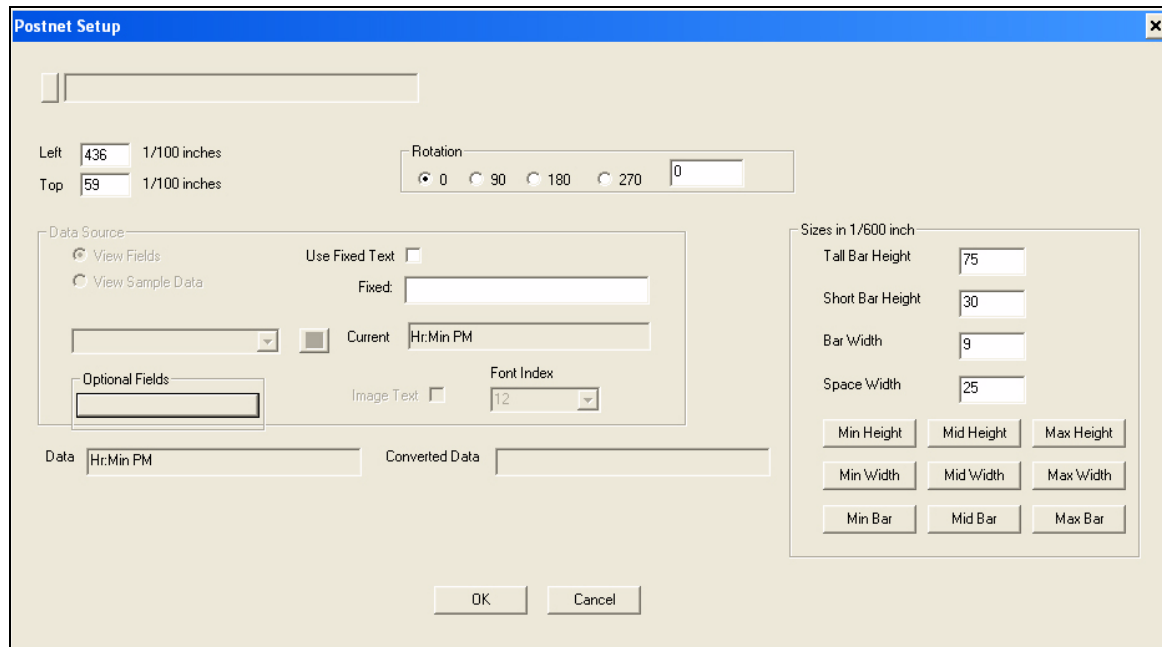 Postnet Setup
Left 436 1/100 inches
Top 59 1/100 inches
Rotation
0 90 180 270 0
Data Source
View Fields
View Sample Data
Use Fixed Text
Fixed:
Current Hr:Min PM
Optional Fields
Image Text
Font Index
12
Data Hr:Min PM
Converted Data
Sizes in 1/600 inch
Tall Bar Height 75
Short Bar Height 30
Bar Width 9
Space Width 25
Min Height Mid Height Max Height
Min Width Mid Width Max Width
Min Bar Mid Bar Max Bar
OK Cancel